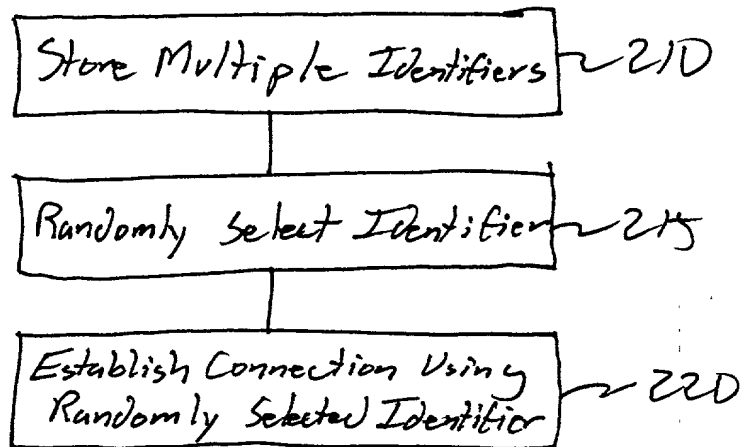 Store Multiple Identifiers 210
Randomly Select Identifier 215
Establish Connection Using
Randomly Selected Identifier 220